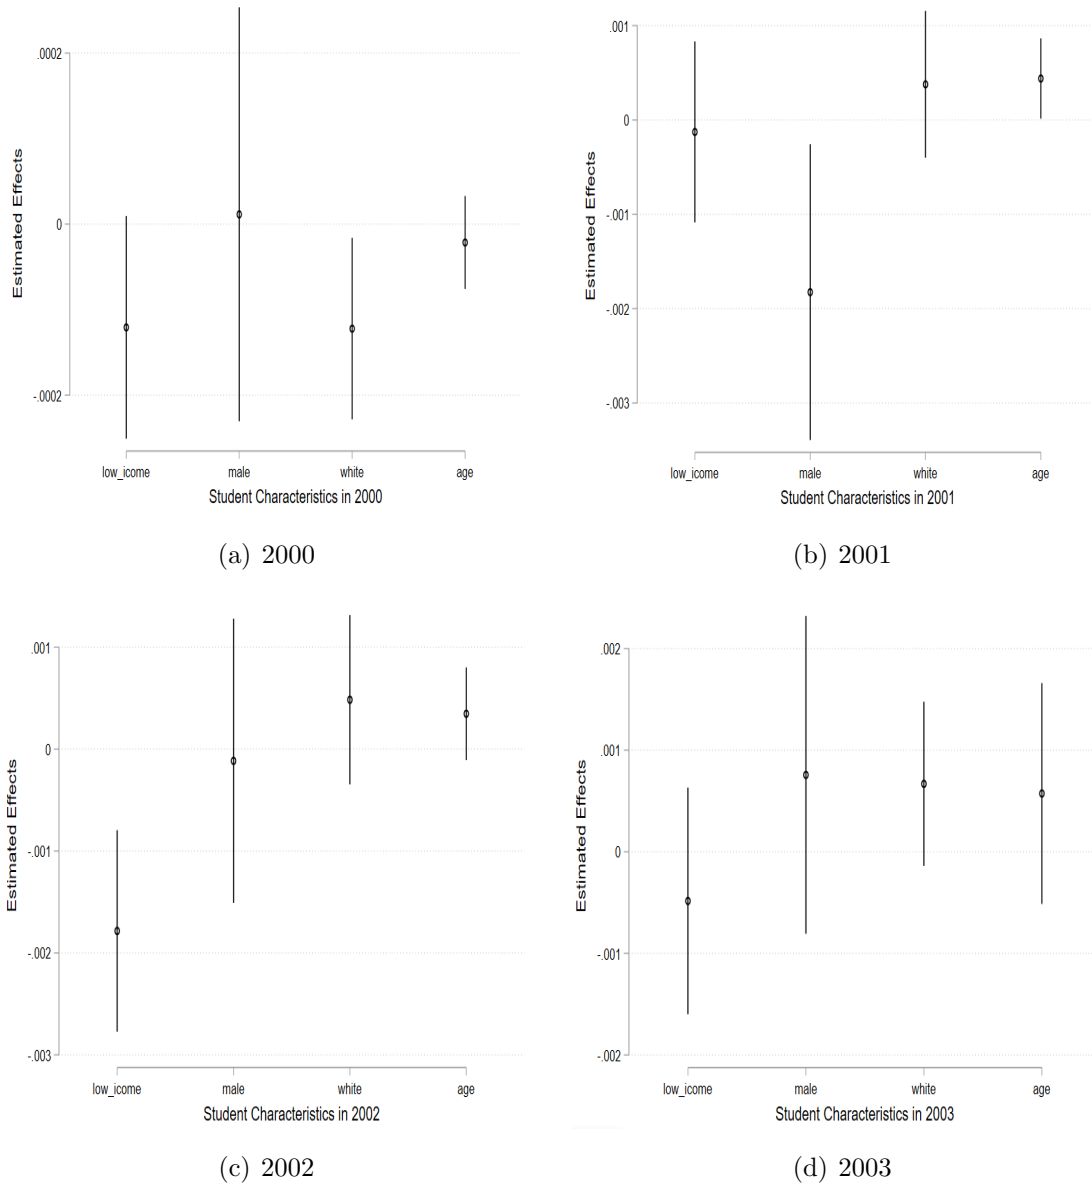 .0002
0
-.0002
Estimated Effects
low_icome male white age
Student Characteristics in 2000
(a) 2000
.001
0
-.001
-.002
-.003
Estimated Effects
low_icome male white age
Student Characteristics in 2001
(b) 2001
.001
0
-.001
-.002
-.003
Estimated Effects
low_icome male white age
Student Characteristics in 2002
(c) 2002
.002
.001
0
-.001
-.002
Estimated Effects
low_icome male white age
Student Characteristics in 2003
(d) 2003